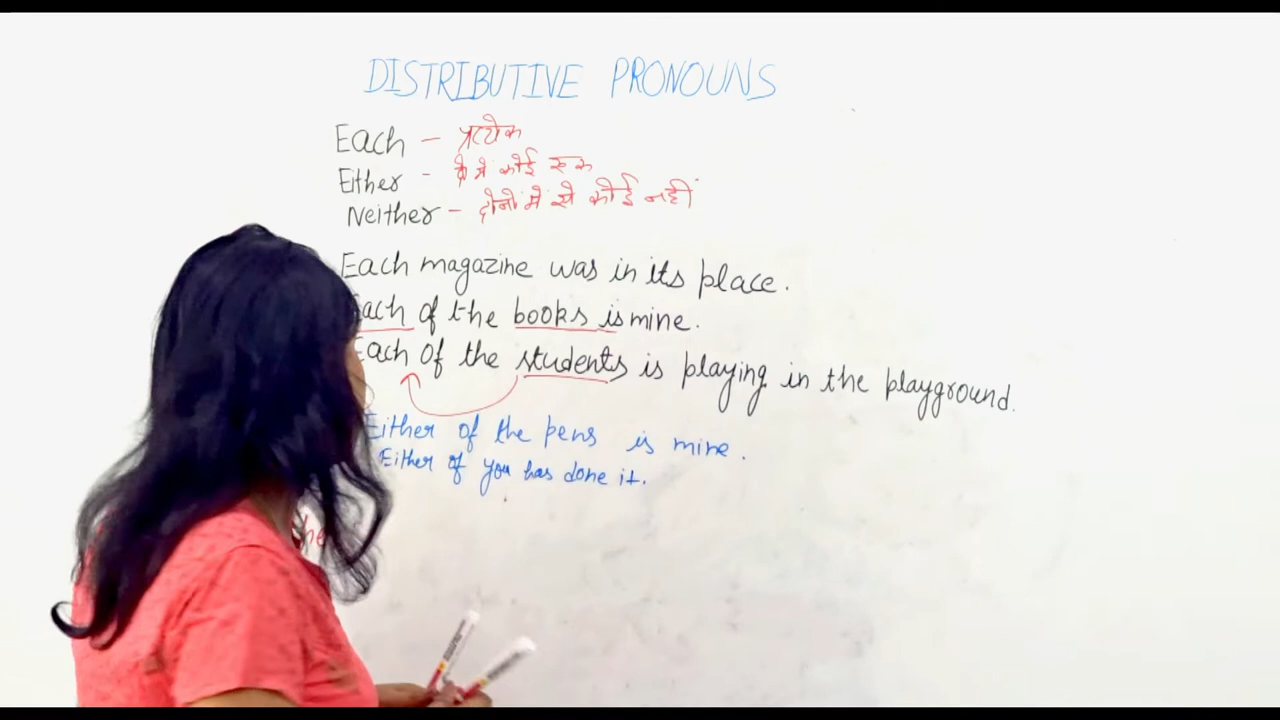 DISTRIBUTIVE PRONOUNS
Each - प्रत्येक
Either - दो में कोई एक
Neither - दोनों में से कोई नहीं
Each magazine was in its place.
Each of the books is mine.
Each of the students is playing in the playground.
Either of the pens is mine.
Either of you has done it.